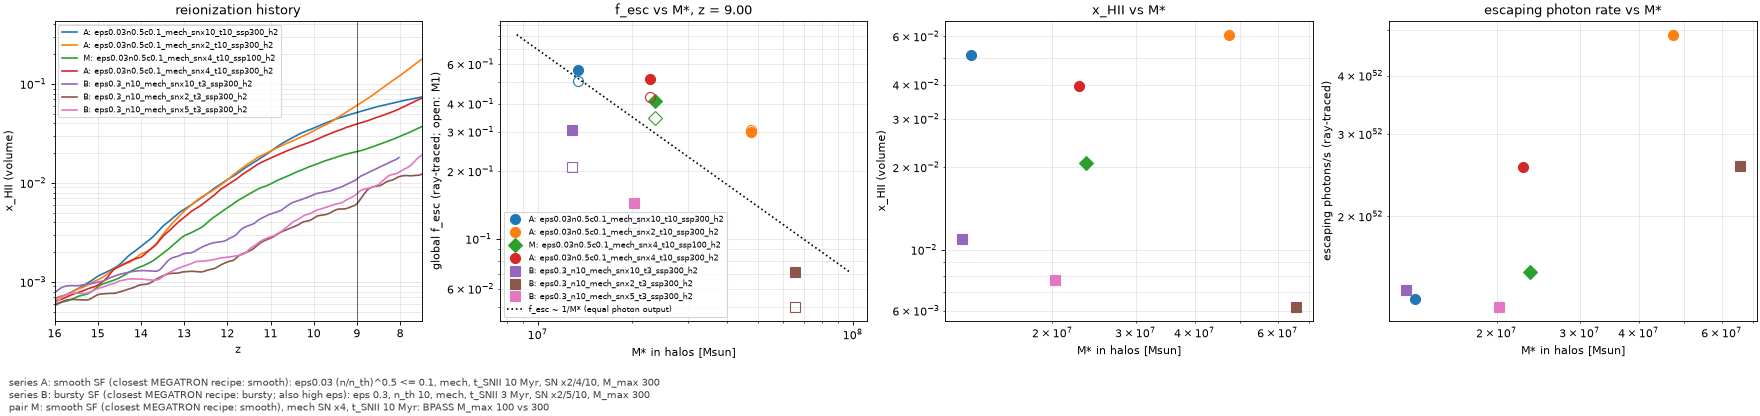 reionization history
x_HII (volume)
10⁻¹
10⁻²
10⁻³
A: eps0.03n0.5c0.1_mech_snx10_t10_ssp300_h2
A: eps0.03n0.5c0.1_mech_snx2_t10_ssp300_h2
M: eps0.03n0.5c0.1_mech_snx4_t10_ssp100_h2
A: eps0.03n0.5c0.1_mech_snx4_t10_ssp300_h2
B: eps0.3_n10_mech_snx10_t3_ssp300_h2
B: eps0.3_n10_mech_snx2_t3_ssp300_h2
B: eps0.3_n10_mech_snx5_t3_ssp300_h2
16 15 14 13 12 11 10 9 8
z
f_esc vs M*, z = 9.00
global f_esc (ray-traced; open: M1)
6 × 10⁻¹
4 × 10⁻¹
3 × 10⁻¹
2 × 10⁻¹
10⁻¹
6 × 10⁻²
A: eps0.03n0.5c0.1_mech_snx10_t10_ssp300_h2
A: eps0.03n0.5c0.1_mech_snx2_t10_ssp300_h2
M: eps0.03n0.5c0.1_mech_snx4_t10_ssp100_h2
A: eps0.03n0.5c0.1_mech_snx4_t10_ssp300_h2
B: eps0.3_n10_mech_snx10_t3_ssp300_h2
B: eps0.3_n10_mech_snx2_t3_ssp300_h2
B: eps0.3_n10_mech_snx5_t3_ssp300_h2
f_esc ~ 1/M* (equal photon output)
10⁷ 10⁸
M* in halos [Msun]
x_HII vs M*
x_HII (volume)
6 × 10⁻²
4 × 10⁻²
3 × 10⁻²
2 × 10⁻²
10⁻²
6 × 10⁻³
2 × 10⁷ 3 × 10⁷ 4 × 10⁷ 6 × 10⁷
M* in halos [Msun]
escaping photon rate vs M*
escaping photons/s (ray-traced)
4 × 10⁵²
3 × 10⁵²
2 × 10⁵²
2 × 10⁷ 3 × 10⁷ 4 × 10⁷ 6 × 10⁷
M* in halos [Msun]
series A: smooth SF (closest MEGATRON recipe: smooth): eps0.03 (n/n_th)^0.5 <= 0.1, mech, t_SNII 10 Myr, SN x2/4/10, M_max 300
series B: bursty SF (closest MEGATRON recipe: bursty; also high eps): eps 0.3, n_th 10, mech, t_SNII 3 Myr, SN x2/5/10, M_max 300
pair M: smooth SF (closest MEGATRON recipe: smooth), mech SN x4, t_SNII 10 Myr: BPASS M_max 100 vs 300